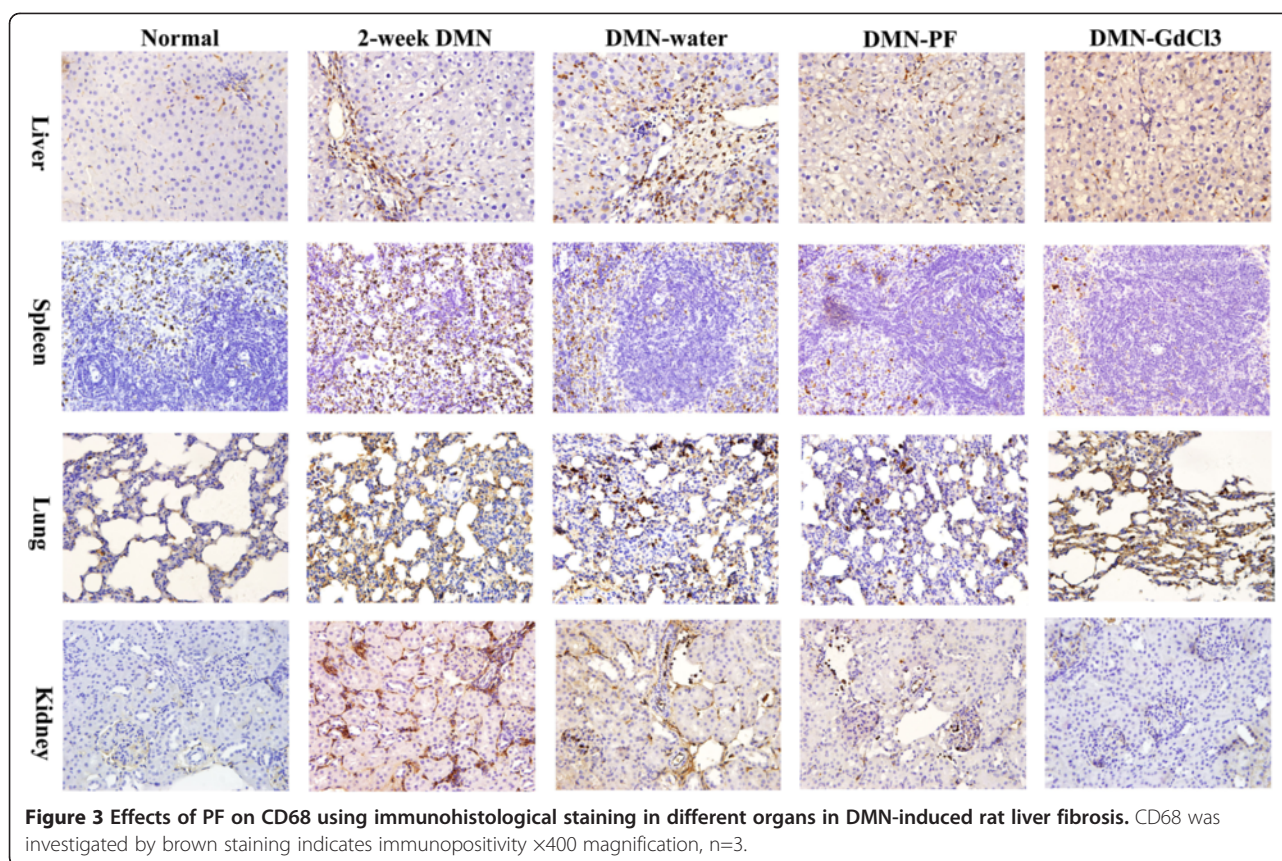 Normal 2-week DMN DMN-water DMN-PF DMN-GdCl3
Liver
Spleen
Lung
Kidney
Figure 3 Effects of PF on CD68 using immunohistological staining in different organs in DMN-induced rat liver fibrosis. CD68 was
investigated by brown staining indicates immunopositivity ×400 magnification, n=3.